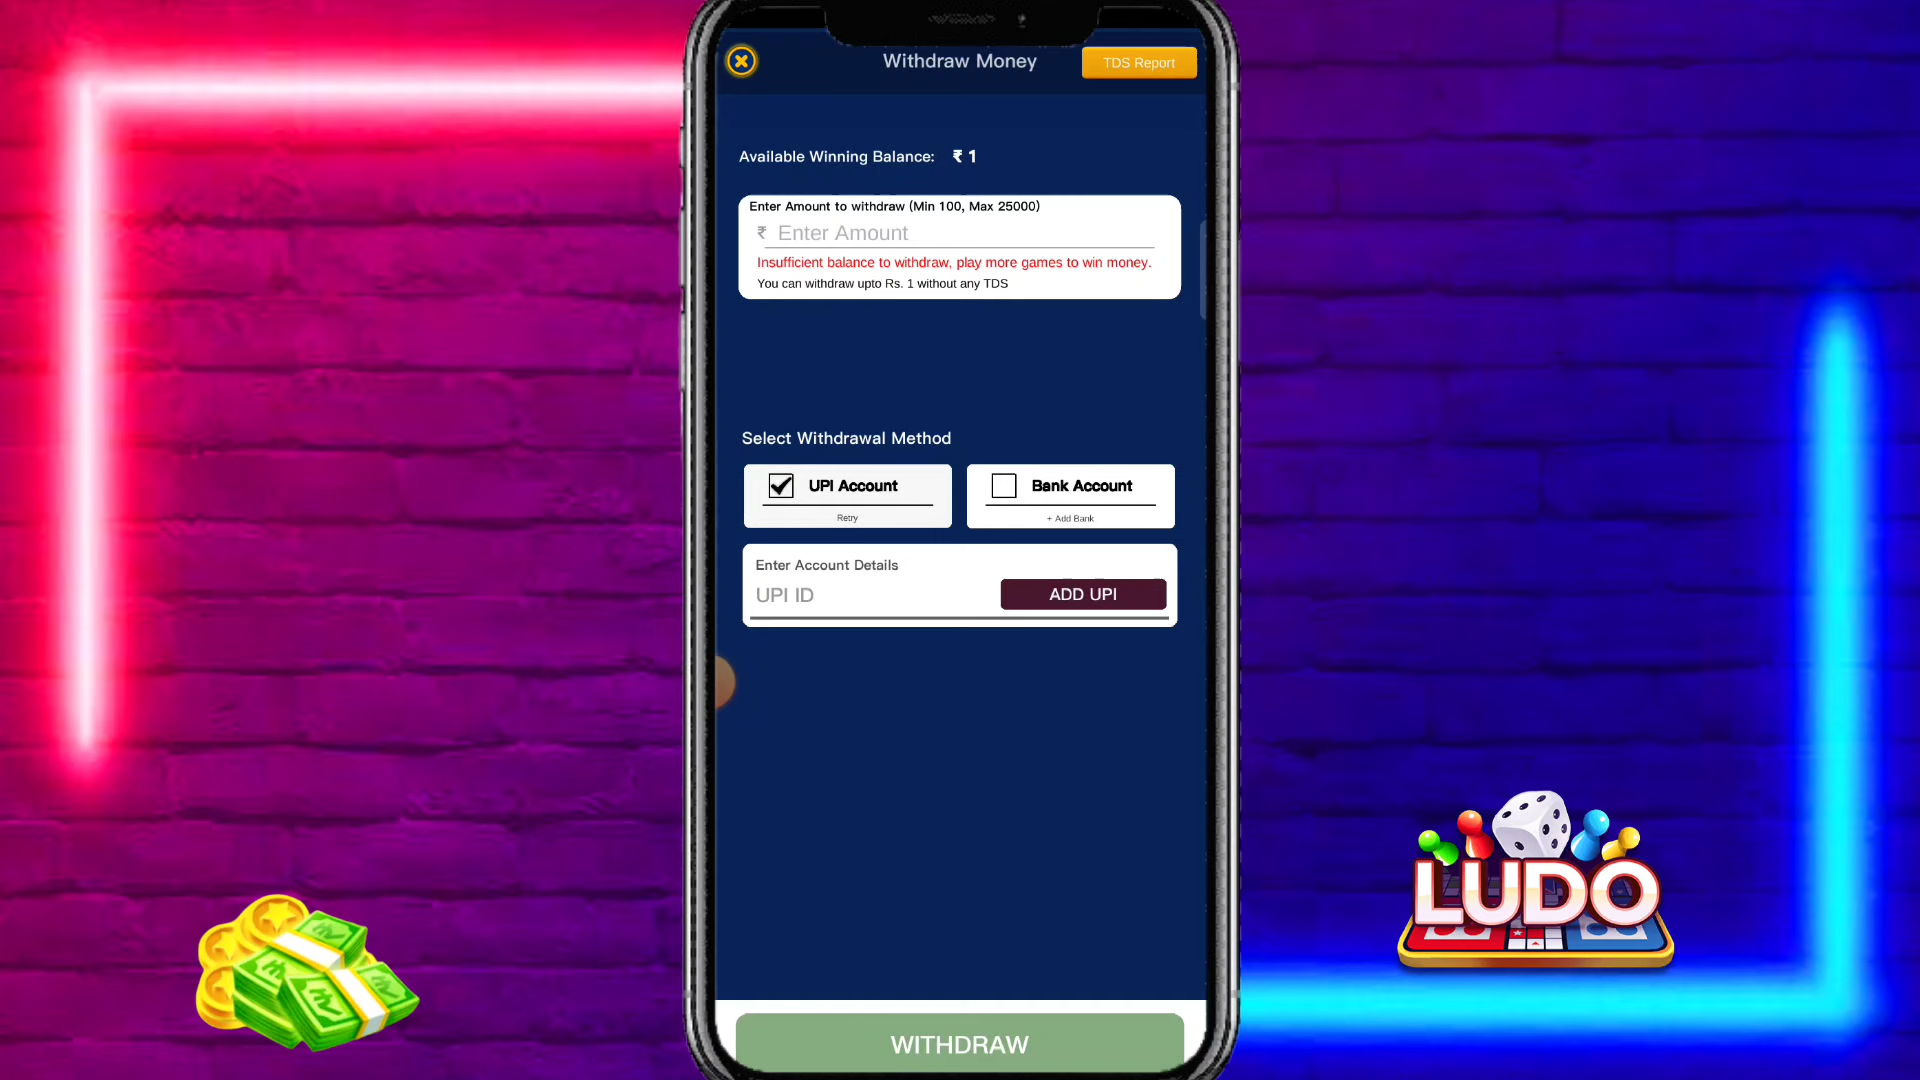 Withdraw Money
TDS Report
Available Winning Balance: ₹ 1
Enter Amount to withdraw (Min 100, Max 25000)
₹ Enter Amount
Insufficient balance to withdraw, play more games to win money.
You can withdraw upto Rs. 1 without any TDS
Select Withdrawal Method
UPI Account
Retry
Bank Account
+ Add Bank
Enter Account Details
UPI ID
ADD UPI
LUDO
WITHDRAW